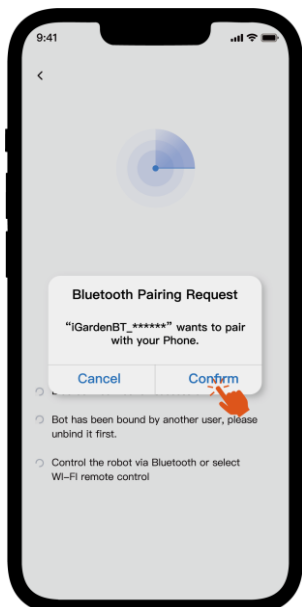 9:41
Bluetooth Pairing Request
“iGardenBT_******” wants to pair
with your Phone.
Cancel
Confirm
Bot has been bound by another user, please
unbind it first.
Control the robot via Bluetooth or select
WI-FI remote control